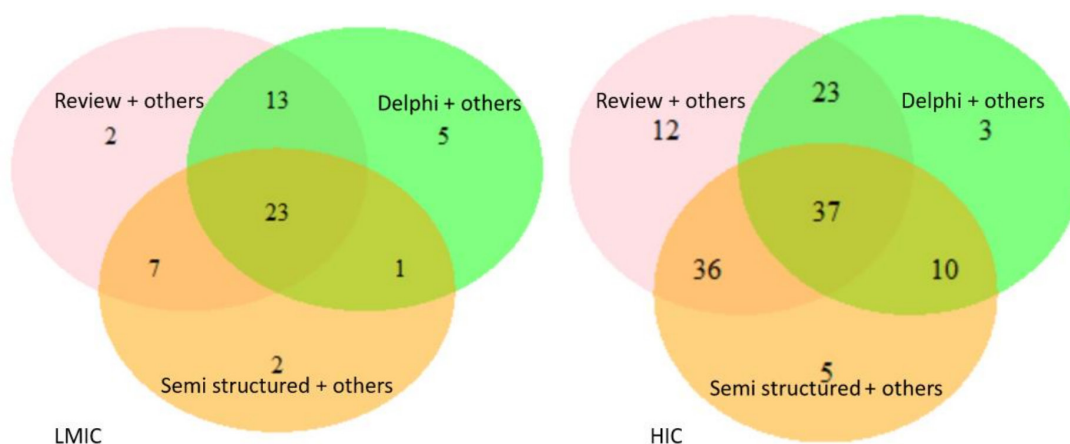 13
Review + others
Delphi + others
2
5
23
7
1
2
Semi structured + others
LMIC
23
Review + others
Delphi + others
12
3
37
36
10
5
Semi structured + others
HIC